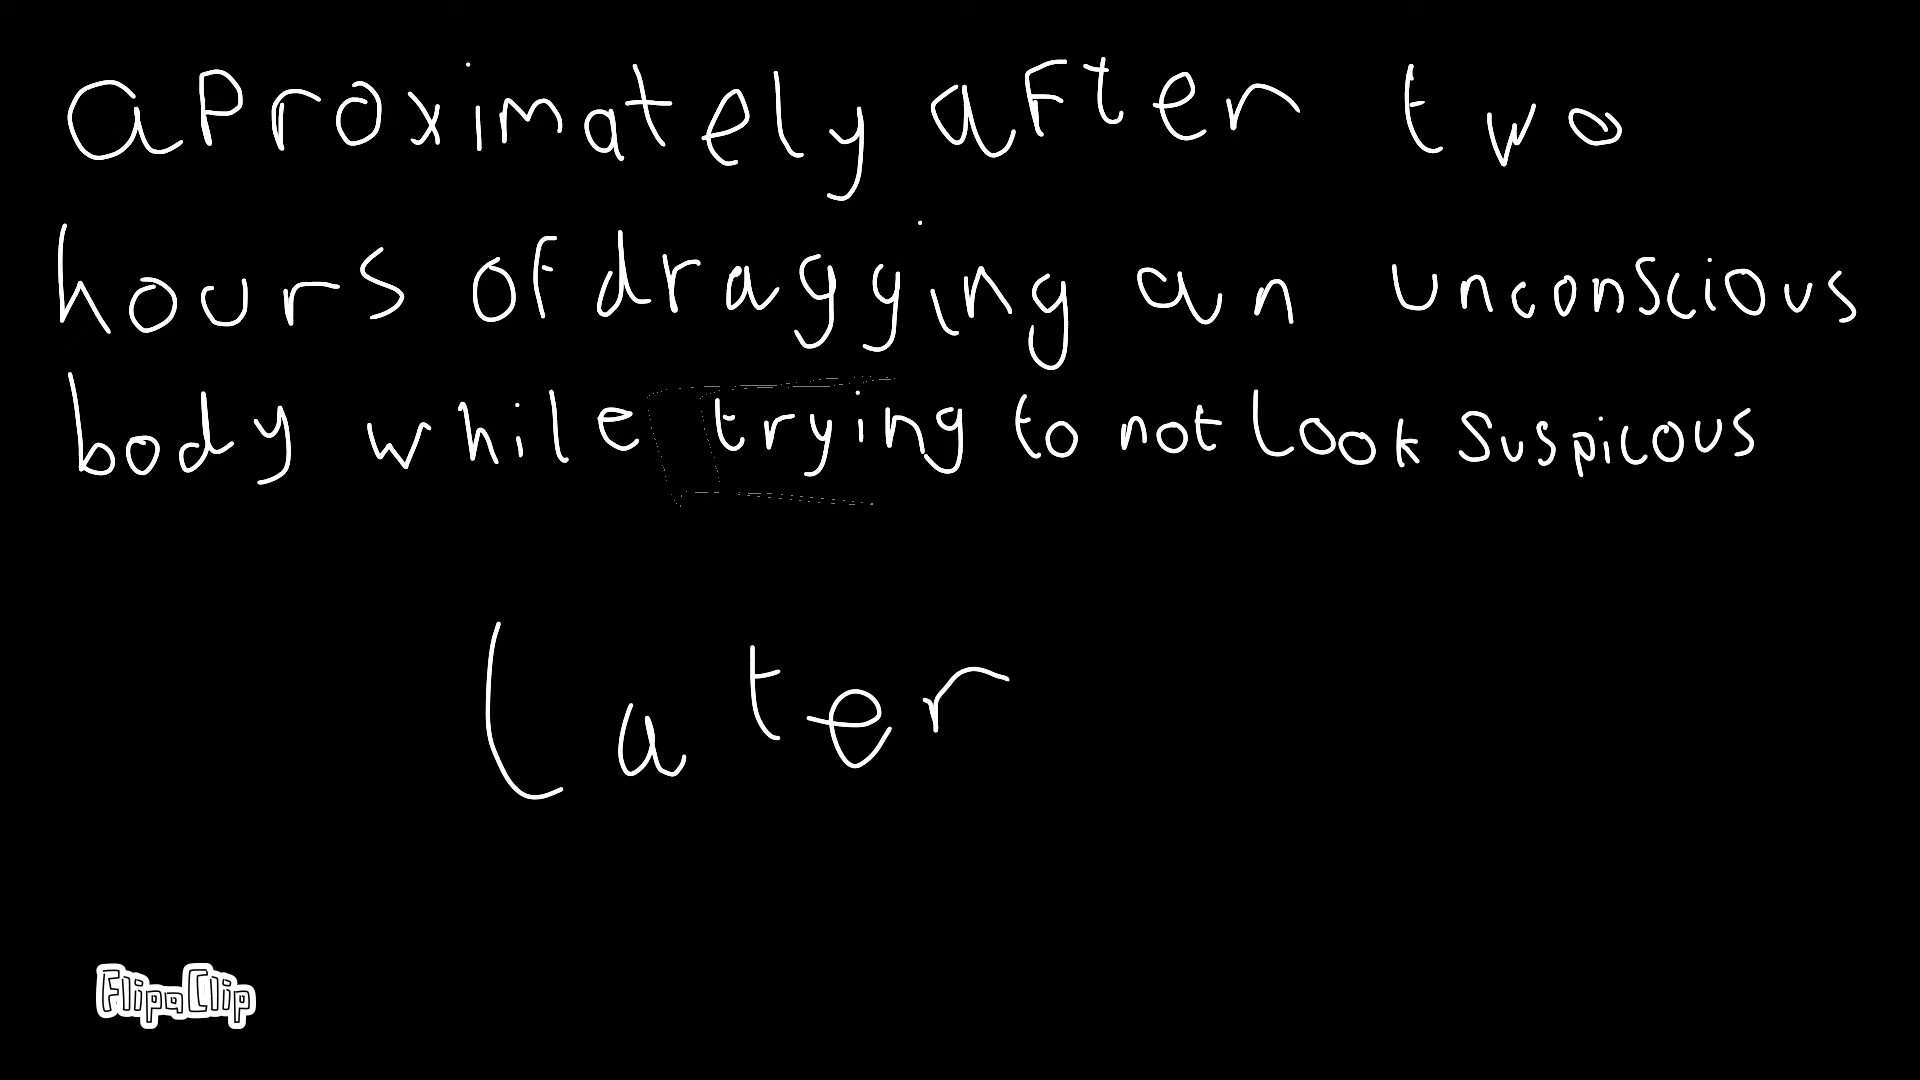 aproximately after two
hours of dragging an unconscious
body while trying to not look suspicous
later
FlipaClip